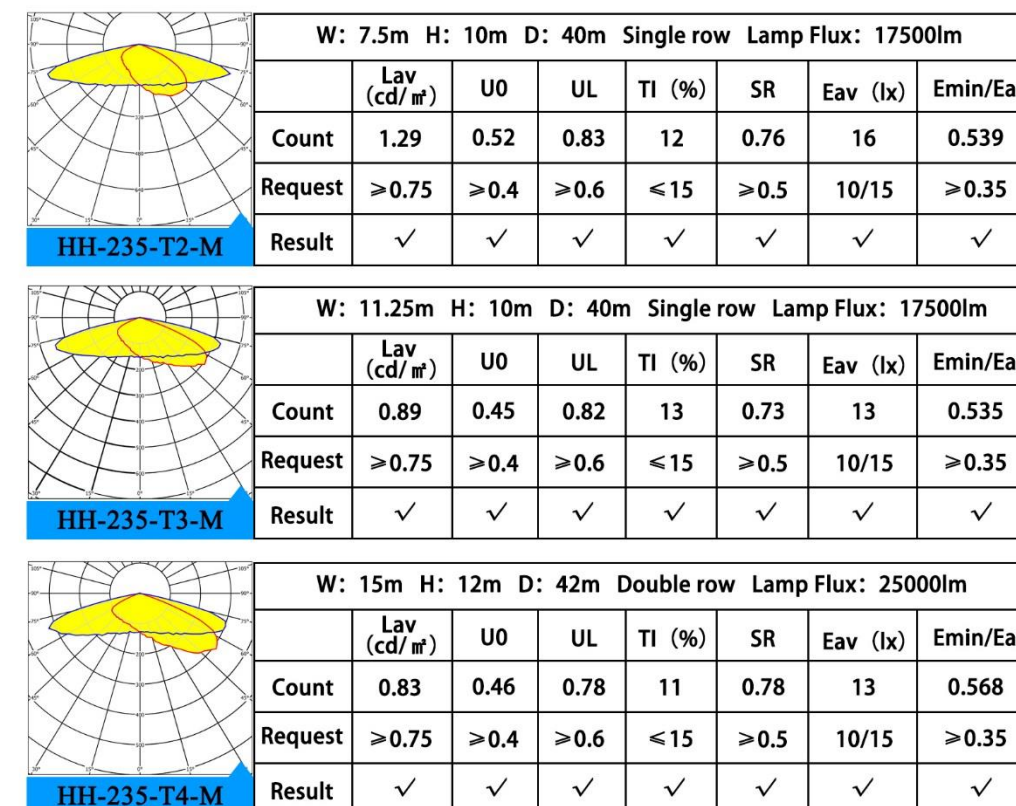 W: 7.5m H: 10m D: 40m Single row Lamp Flux: 17500lm
Lav (cd/㎡) U0 UL TI (%) SR Eav (lx) Emin/Ea
Count 1.29 0.52 0.83 12 0.76 16 0.539
Request ≥0.75 ≥0.4 ≥0.6 ≤15 ≥0.5 10/15 ≥0.35
HH-235-T2-M
Result √ √ √ √ √ √ √
W: 11.25m H: 10m D: 40m Single row Lamp Flux: 17500lm
Lav (cd/㎡) U0 UL TI (%) SR Eav (lx) Emin/Ea
Count 0.89 0.45 0.82 13 0.73 13 0.535
Request ≥0.75 ≥0.4 ≥0.6 ≤15 ≥0.5 10/15 ≥0.35
HH-235-T3-M
Result √ √ √ √ √ √ √
W: 15m H: 12m D: 42m Double row Lamp Flux: 25000lm
Lav (cd/㎡) U0 UL TI (%) SR Eav (lx) Emin/Ea
Count 0.83 0.46 0.78 11 0.78 13 0.568
Request ≥0.75 ≥0.4 ≥0.6 ≤15 ≥0.5 10/15 ≥0.35
HH-235-T4-M
Result √ √ √ √ √ √ √